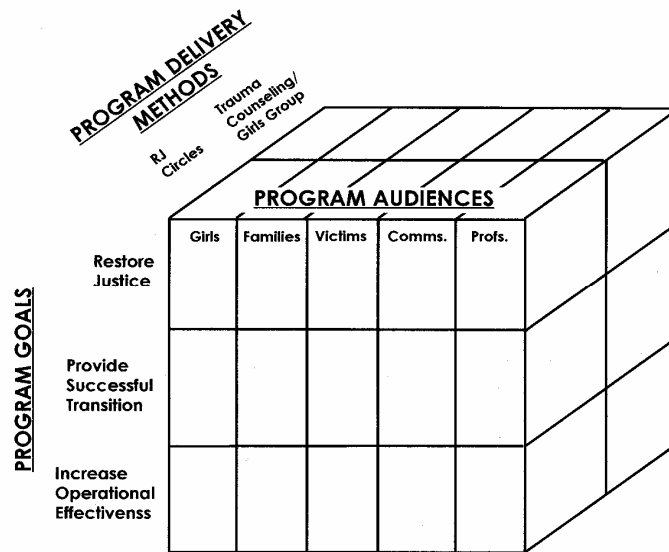 PROGRAM DELIVERY
METHODS
RJ
Circles
Trauma
Counseling/
Girls Group
PROGRAM AUDIENCES
Girls Families Victims Comms. Profs.
PROGRAM GOALS
Restore
Justice
Provide
Successful
Transition
Increase
Operational
Effectivenss